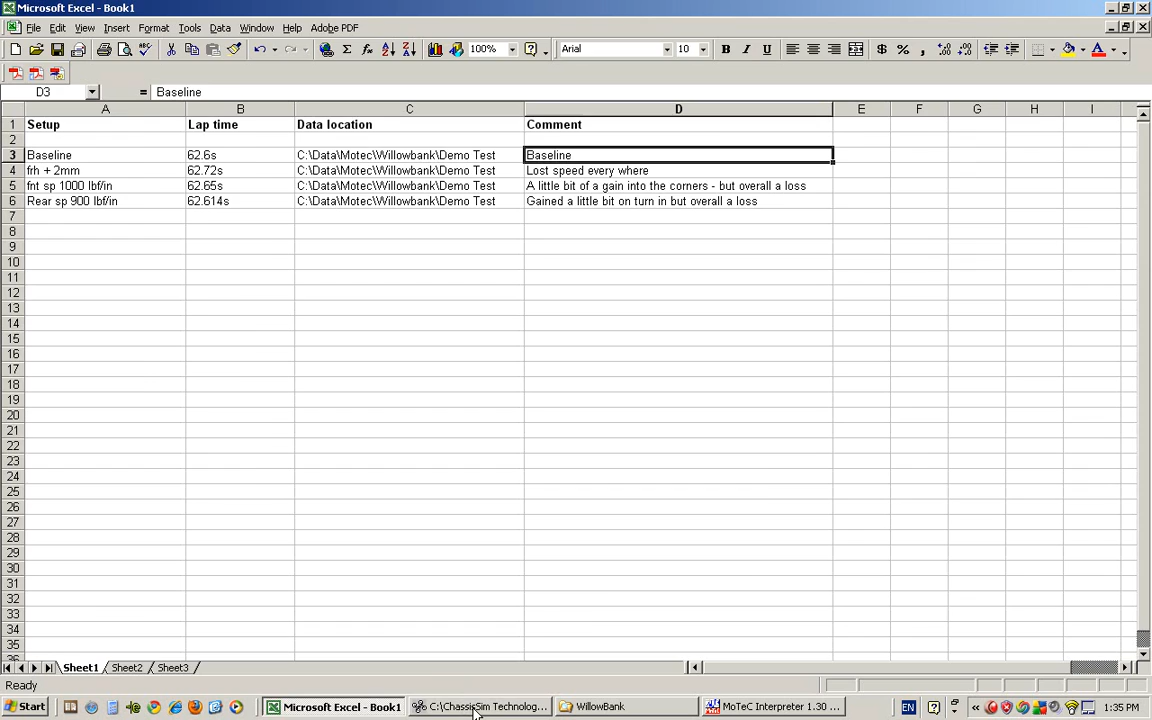 Microsoft Excel - Book1
File Edit View Insert Format Tools Data Window Help Adobe PDF
100% Arial 10
D3 = Baseline
A B C D E F G H I
1 Setup Lap time Data location Comment
2
3 Baseline 62.6s C:\Data\Motec\Willowbank\Demo Test Baseline
4 frh + 2mm 62.72s C:\Data\Motec\Willowbank\Demo Test Lost speed every where
5 fnt sp 1000 lbf/in 62.65s C:\Data\Motec\Willowbank\Demo Test A little bit of a gain into the corners - but overall a loss
6 Rear sp 900 lbf/in 62.614s C:\Data\Motec\Willowbank\Demo Test Gained a little bit on turn in but overall a loss
7
8
9
10
11
12
13
14
15
16
17
18
19
20
21
22
23
24
25
26
27
28
29
30
31
32
33
34
35
Sheet1 Sheet2 Sheet3
Ready
Start Microsoft Excel - Book1 C:\ChassisSim Technolog... WillowBank MoTeC Interpreter 1.30 ... EN 1:35 PM